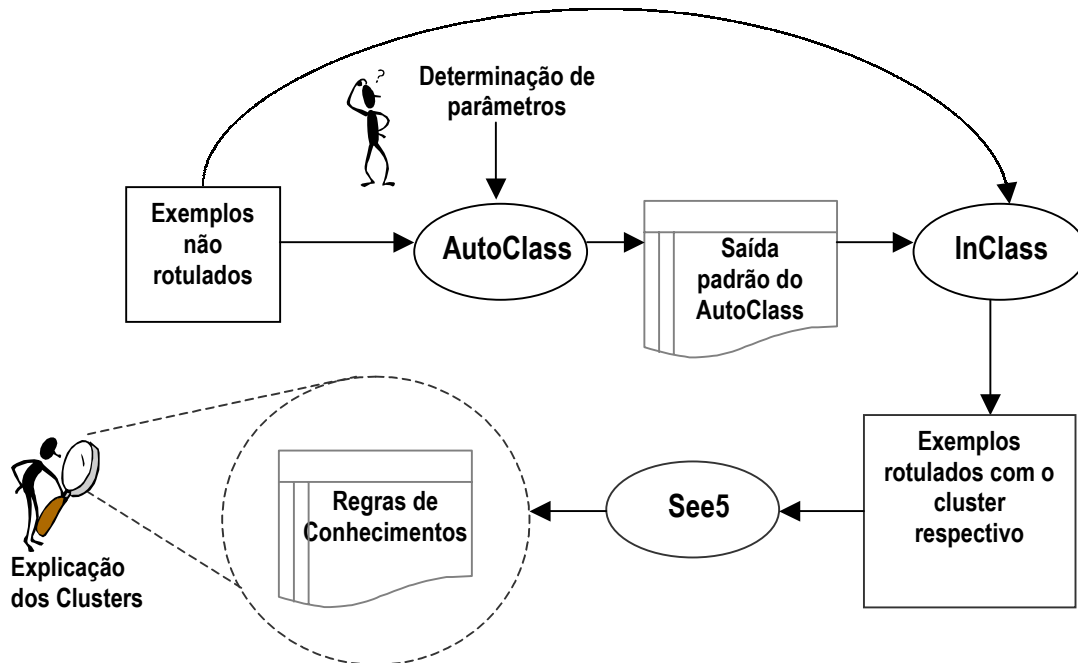 ?
Determinação de
parâmetros
Exemplos
não
rotulados
AutoClass
Saída
padrão do
AutoClass
InClass
Exemplos
rotulados com o
cluster
respectivo
See5
Regras de
Conhecimentos
Explicação
dos Clusters